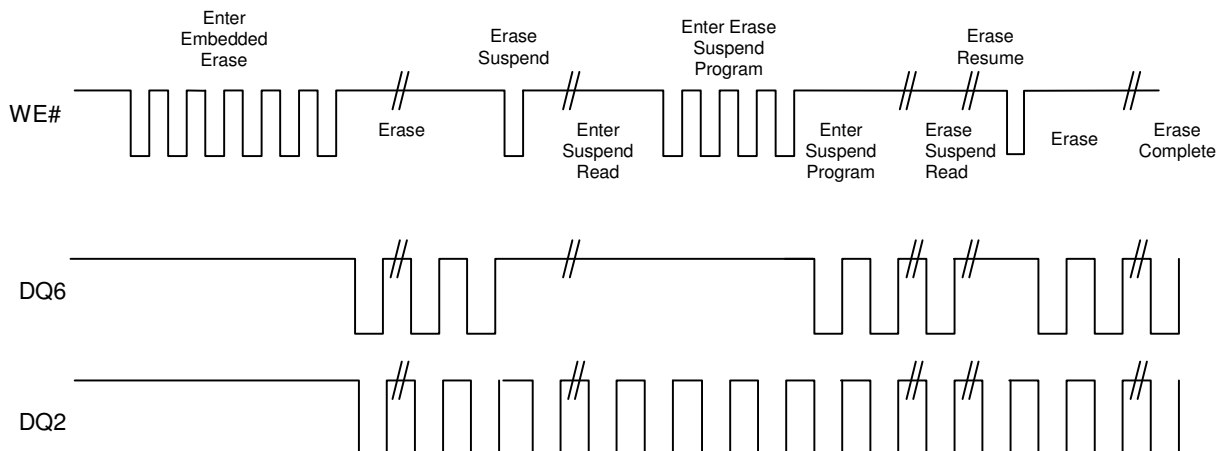 Enter
Embedded
Erase
Erase
Suspend
Enter Erase
Suspend
Program
Erase
Resume
WE#
Erase
Enter
Suspend
Read
Enter
Suspend
Program
Erase
Suspend
Read
Erase
Erase
Complete
DQ6
DQ2